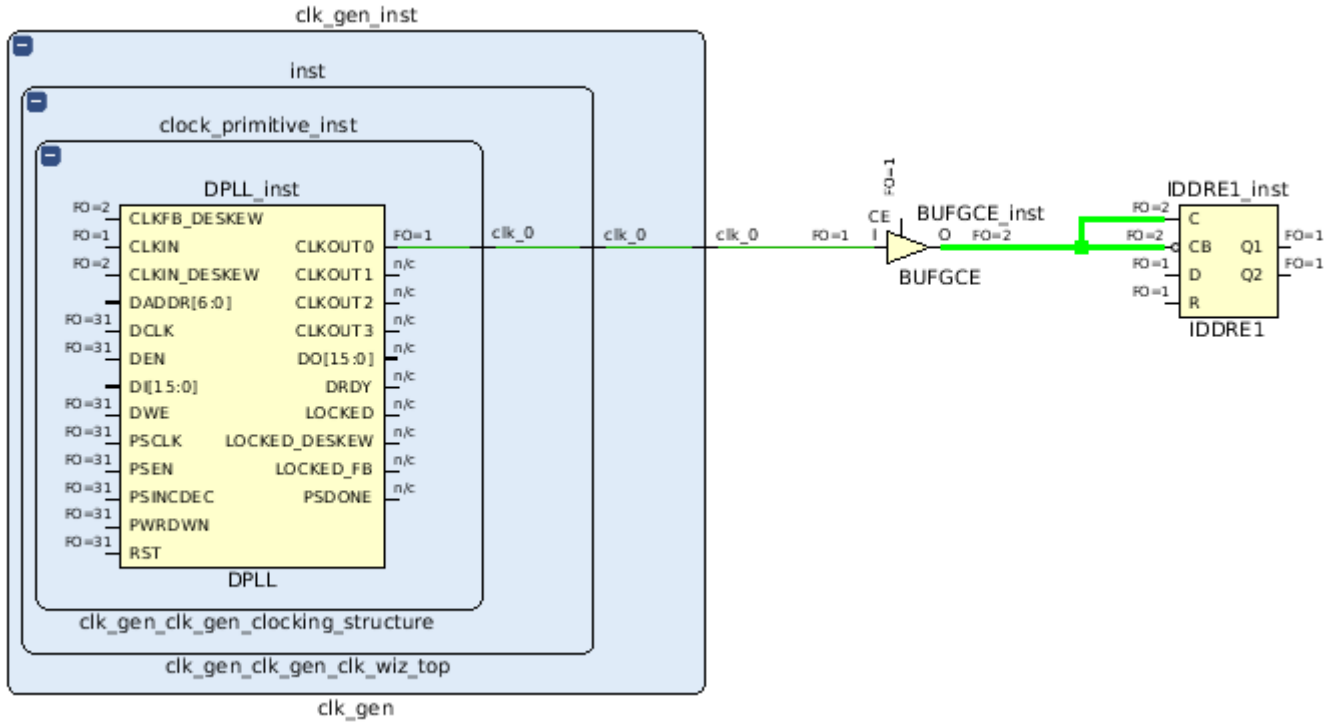 clk_gen_inst
inst
clock_primitive_inst
DPLL_inst
FO=2 CLKFB_DESKEW
FO=1 CLKIN CLKOUT0 FO=1 clk_0 clk_0 clk_0 FO=1
FO=2 CLKIN_DESKEW CLKOUT1 n/c
DADDR[6:0] CLKOUT2 n/c
FO=31 DCLK CLKOUT3 n/c
FO=31 DEN DO[15:0] n/c
DI[15:0] DRDY n/c
FO=31 DWE LOCKED n/c
FO=31 PSCLK LOCKED_DESKEW n/c
FO=31 PSEN LOCKED_FB n/c
FO=31 PSINCDEC PSDONE n/c
FO=31 PWRDWN
FO=31 RST
DPLL
clk_gen_clk_gen_clocking_structure
clk_gen_clk_gen_clk_wiz_top
clk_gen
FO=1
CE BUFGCE_inst
I O FO=2
BUFGCE
IDDRE1_inst
FO=2 C
FO=2 CB Q1 FO=1
FO=1 D Q2 FO=1
FO=1 R
IDDRE1